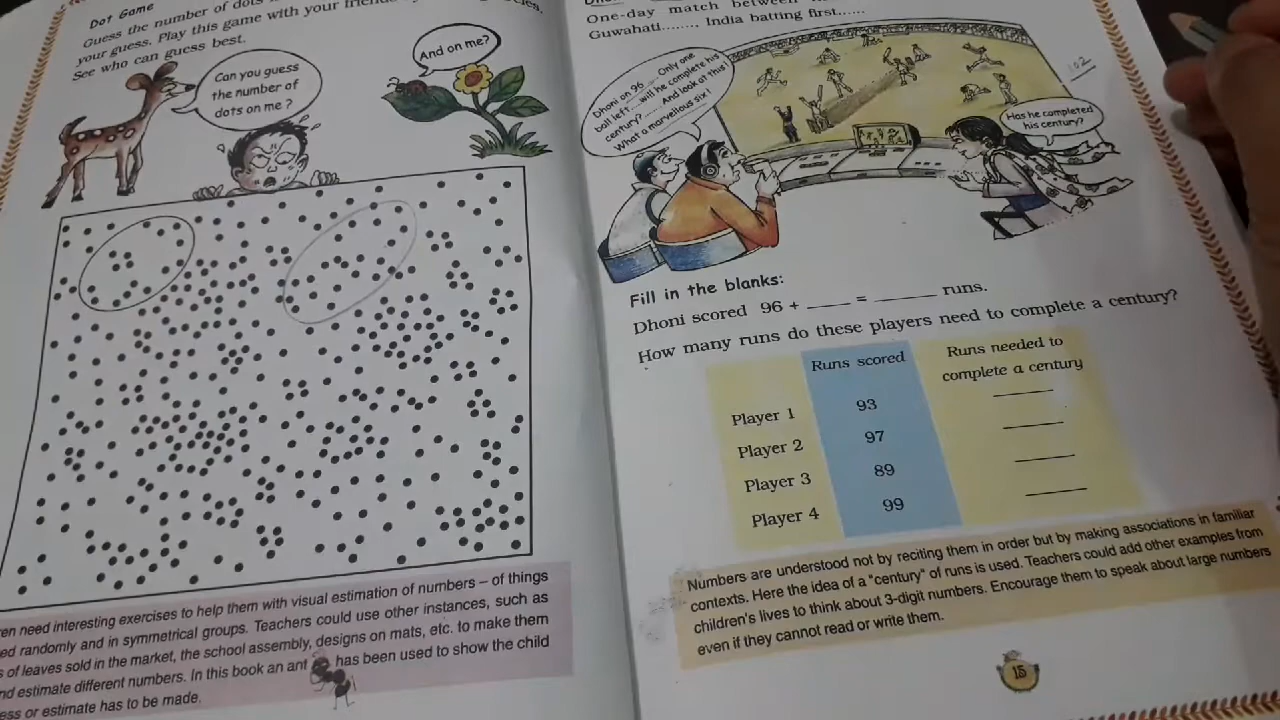 Dot Game
Guess the number of dots
your guess. Play this game with your friends
See who can guess best.
Can you guess
the number of
dots on me ?
And on me?
en need interesting exercises to help them with visual estimation of numbers – of things
ed randomly and in symmetrical groups. Teachers could use other instances, such as
s of leaves sold in the market, the school assembly, designs on mats, etc. to make them
nd estimate different numbers. In this book an ant has been used to show the child
ess or estimate has to be made.
One-day match between
Guwahati........, India batting first......
Dhoni on 96 .... Only one
ball left....will he complete his
century? .... And look at this!
What a marvellous six!
102
Has he completed
his century?
Fill in the blanks:
Dhoni scored 96 + ____ = ______ runs.
How many runs do these players need to complete a century?
Runs scored
Runs needed to
complete a century
Player 1 93 ______
Player 2 97 ______
Player 3 89 ______
Player 4 99 ______
Numbers are understood not by reciting them in order but by making associations in familiar
contexts. Here the idea of a "century" of runs is used. Teachers could add other examples from
children's lives to think about 3-digit numbers. Encourage them to speak about large numbers
even if they cannot read or write them.
15